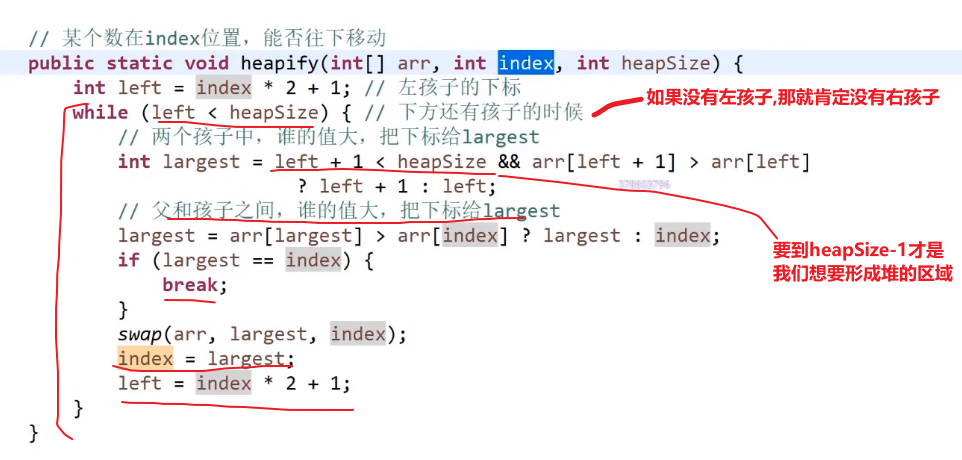 // 某个数在index位置，能否往下移动
public static void heapify(int[] arr, int index, int heapSize) {
int left = index * 2 + 1; // 左孩子的下标
while (left < heapSize) { // 下方还有孩子的时候
如果没有左孩子,那就肯定没有右孩子
// 两个孩子中，谁的值大，把下标给largest
int largest = left + 1 < heapSize && arr[left + 1] > arr[left]
? left + 1 : left;
// 父和孩子之间，谁的值大，把下标给largest
largest = arr[largest] > arr[index] ? largest : index;
要到heapSize-1才是
我们想要形成堆的区域
if (largest == index) {
break;
}
swap(arr, largest, index);
index = largest;
left = index * 2 + 1;
}
}